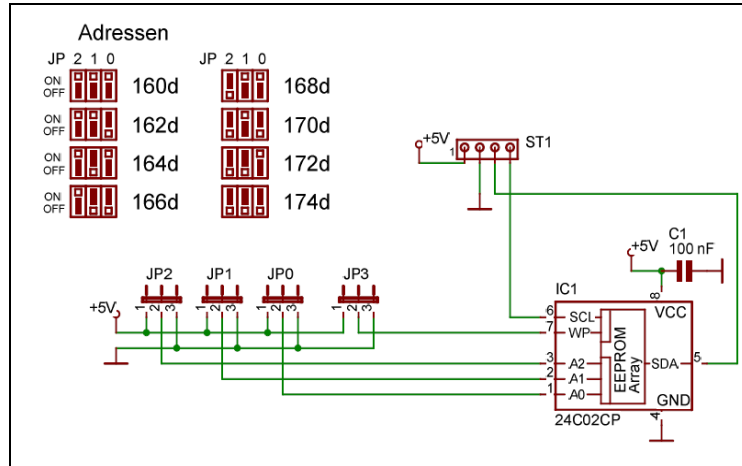 Adressen
JP 2 1 0
JP 2 1 0
ON
OFF
160d
168d
162d
170d
ON
OFF
164d
172d
ON
OFF
166d
174d
+5V
1
ST1
+5V
C1
100 nF
JP2
JP1
JP0
JP3
1 2 3
1 2 3
1 2 3
1 2 3
+5V
IC1
8
VCC
6
SCL
7
WP
3
A2
2
A1
1
A0
EEPROM
Array
SDA
5
GND
4
24C02CP